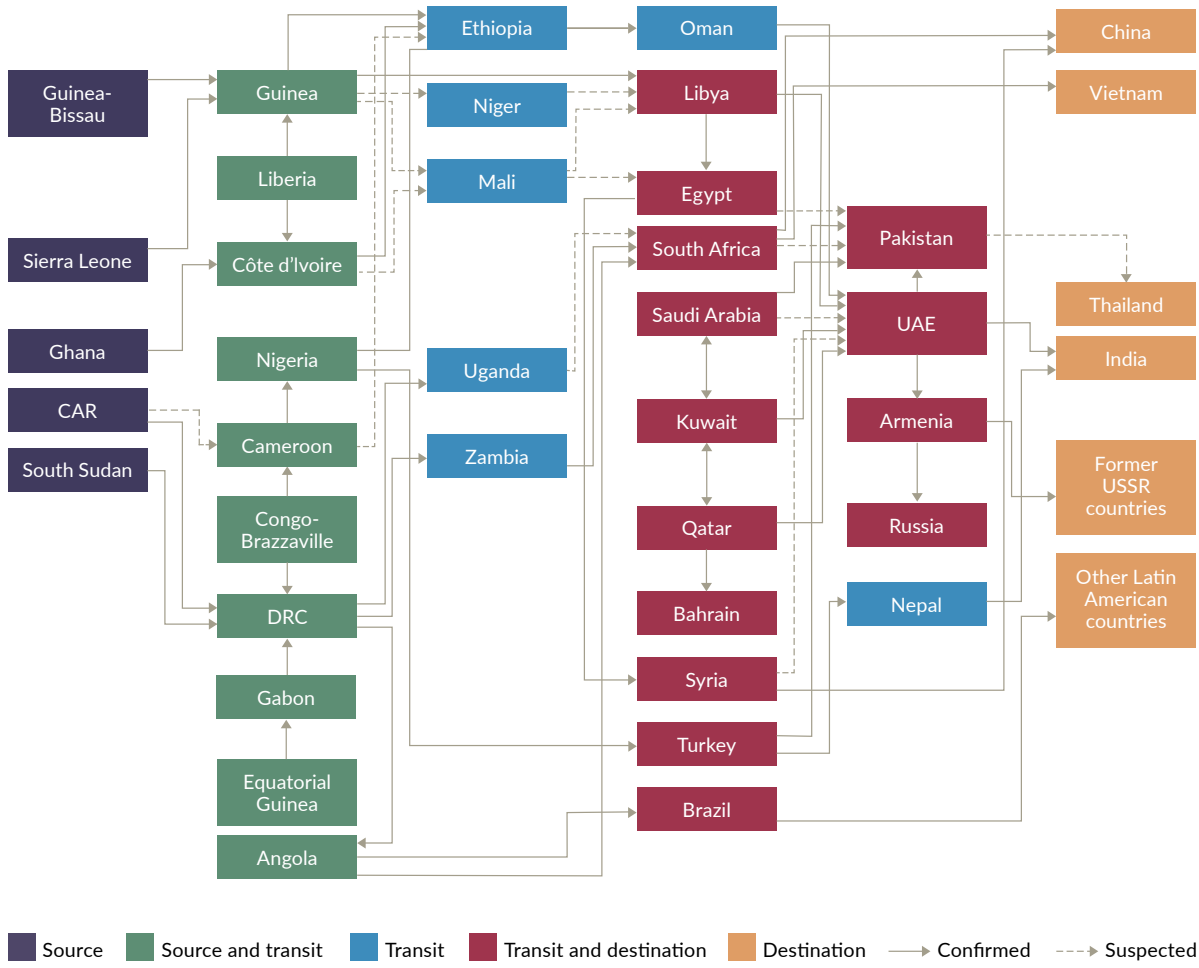 Guinea-
Bissau
Sierra Leone
Ghana
CAR
South Sudan
Guinea
Liberia
Côte d'Ivoire
Nigeria
Cameroon
Congo-
Brazzaville
DRC
Gabon
Equatorial
Guinea
Angola
Ethiopia
Niger
Mali
Uganda
Zambia
Oman
Libya
Egypt
South Africa
Saudi Arabia
Kuwait
Qatar
Bahrain
Syria
Turkey
Brazil
Pakistan
UAE
Armenia
Russia
Nepal
China
Vietnam
Thailand
India
Former
USSR
countries
Other Latin
American
countries
Source
Source and transit
Transit
Transit and destination
Destination
Confirmed
Suspected